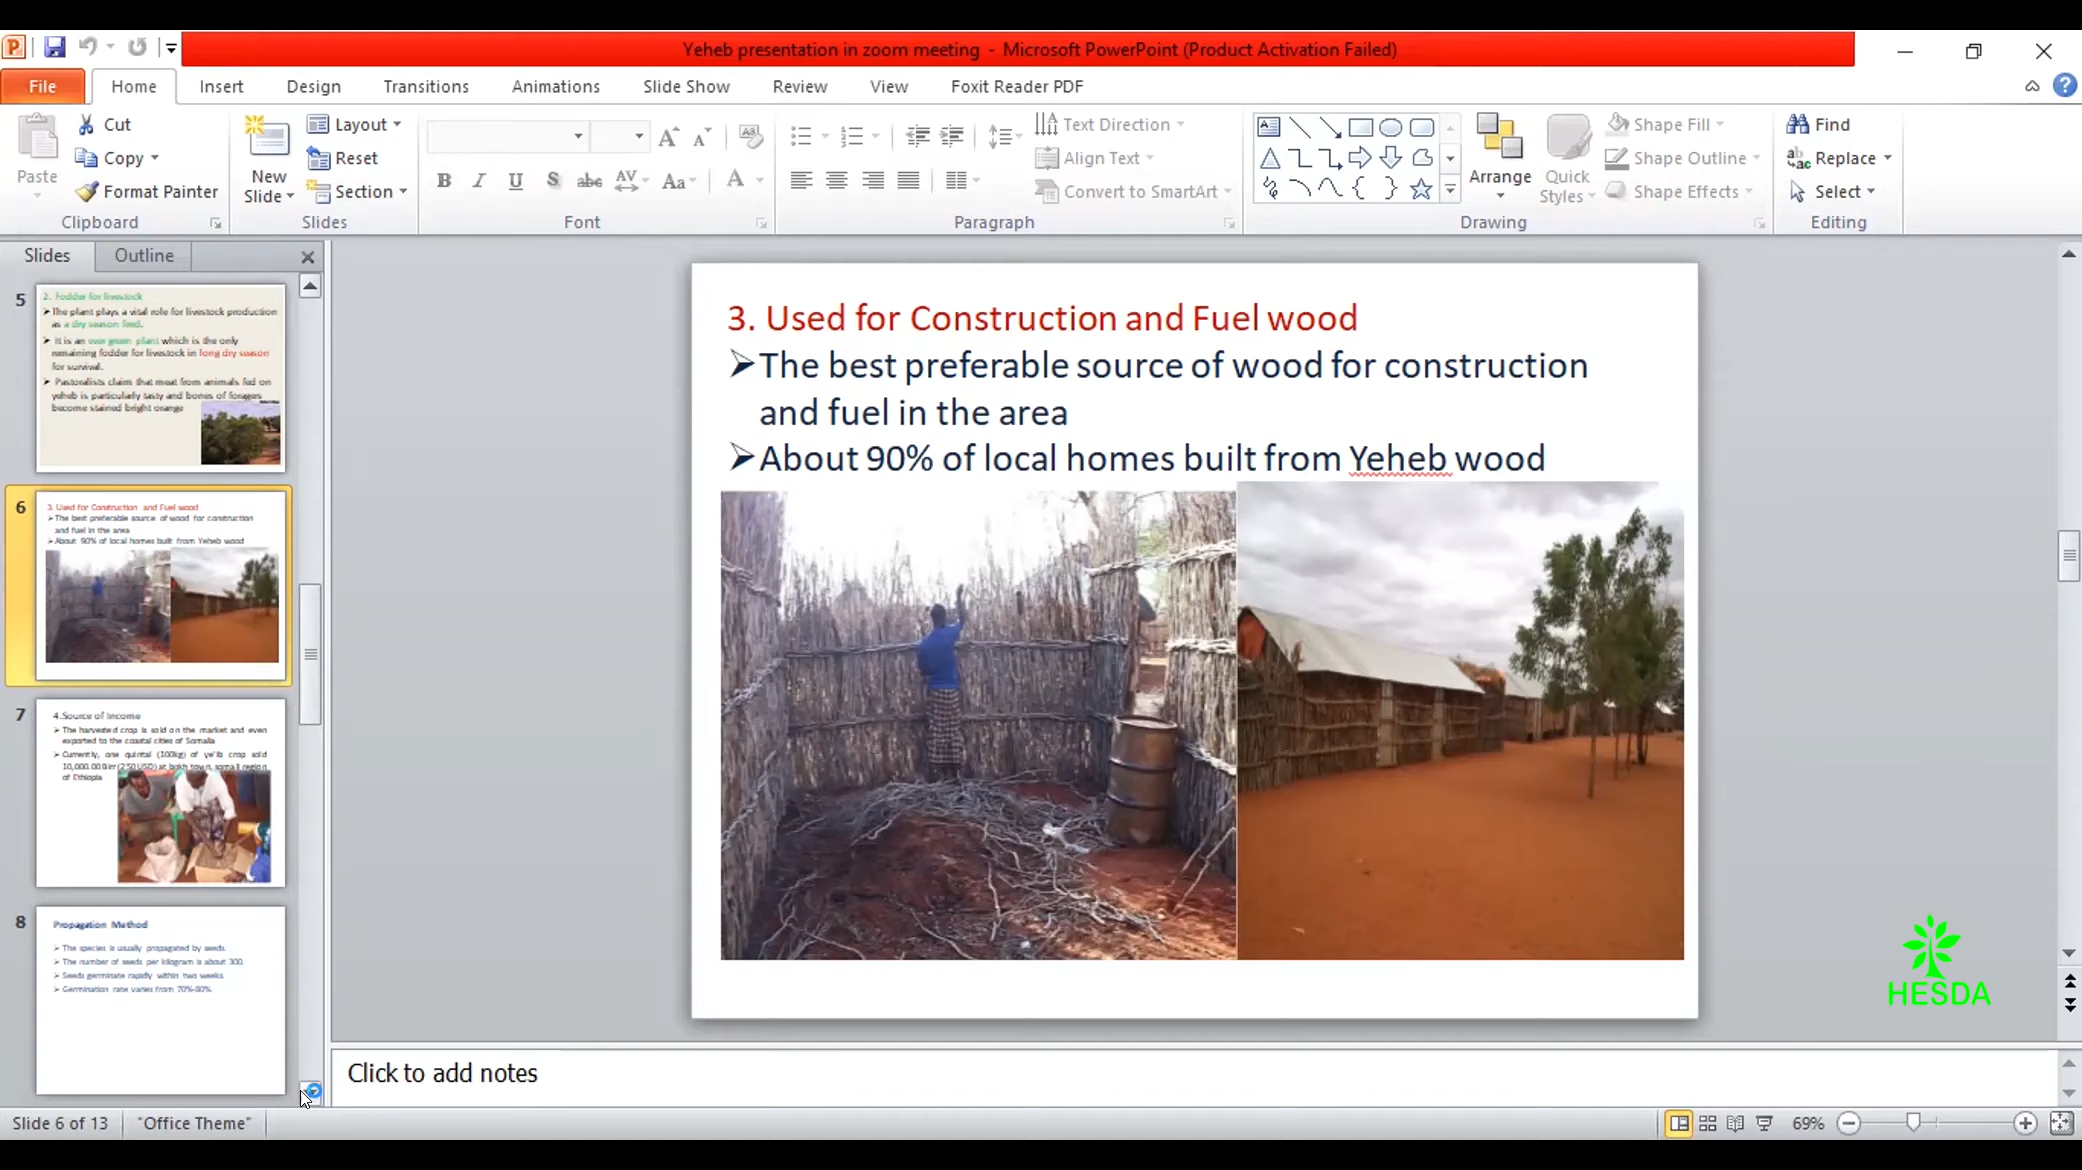 Yeheb presentation in zoom meeting - Microsoft PowerPoint (Product Activation Failed)
File Home Insert Design Transitions Animations Slide Show Review View Foxit Reader PDF
Paste
Cut
Copy
Format Painter
Clipboard
New
Slide
Layout
Reset
Section
Slides
B I U S abc AV Aa A
Font
Text Direction
Align Text
Convert to SmartArt
Paragraph
Arrange
Quick
Styles
Shape Fill
Shape Outline
Shape Effects
Drawing
Find
Replace
Select
Editing
Slides Outline
5
2. Fodder for livestock
The plant plays a vital role for livestock production
as a dry season feed.
It is an ever green plant which is the only
remaining fodder for livestock in long dry season
for survival.
Pastoralists claim that meat from animals fed on
yeheb is particularly tasty and bones of foragers
become stained bright orange
6
3. Used for Construction and Fuel wood
The best preferable source of wood for construction
and fuel in the area
About 90% of local homes built from Yeheb wood
7
4.Source of Income
The harvested crop is sold on the market and even
exported to the coastal cities of Somalia
Currently, one quintal (100kg) of ye'ib crop sold
of Ethiopia
8
Propagation Method
The species is usually propagated by seeds.
The number of seeds per kilogram is about 300.
Seeds germinate rapidly within two weeks.
Germination rate varies from 70%-80%.
3. Used for Construction and Fuel wood
The best preferable source of wood for construction
and fuel in the area
About 90% of local homes built from Yeheb wood
HESDA
Click to add notes
Slide 6 of 13 "Office Theme" 69%